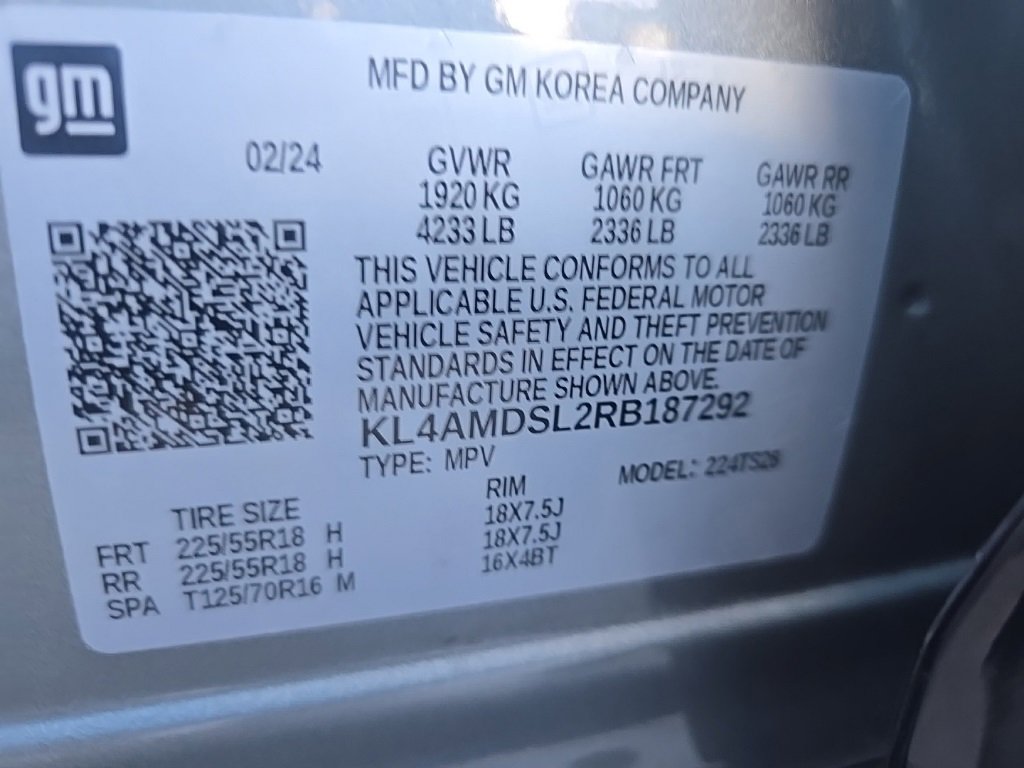 gm
MFD BY GM KOREA COMPANY
02/24 GVWR GAWR FRT GAWR RR
1920 KG 1060 KG 1060 KG
4233 LB 2336 LB 2336 LB
THIS VEHICLE CONFORMS TO ALL
APPLICABLE U.S. FEDERAL MOTOR
VEHICLE SAFETY AND THEFT PREVENTION
STANDARDS IN EFFECT ON THE DATE OF
MANUFACTURE SHOWN ABOVE.
KL4AMDSL2RB187292
TYPE: MPV MODEL: 224TS26
TIRE SIZE RIM
FRT 225/55R18 H 18X7.5J
RR 225/55R18 H 18X7.5J
SPA T125/70R16 M 16X4BT